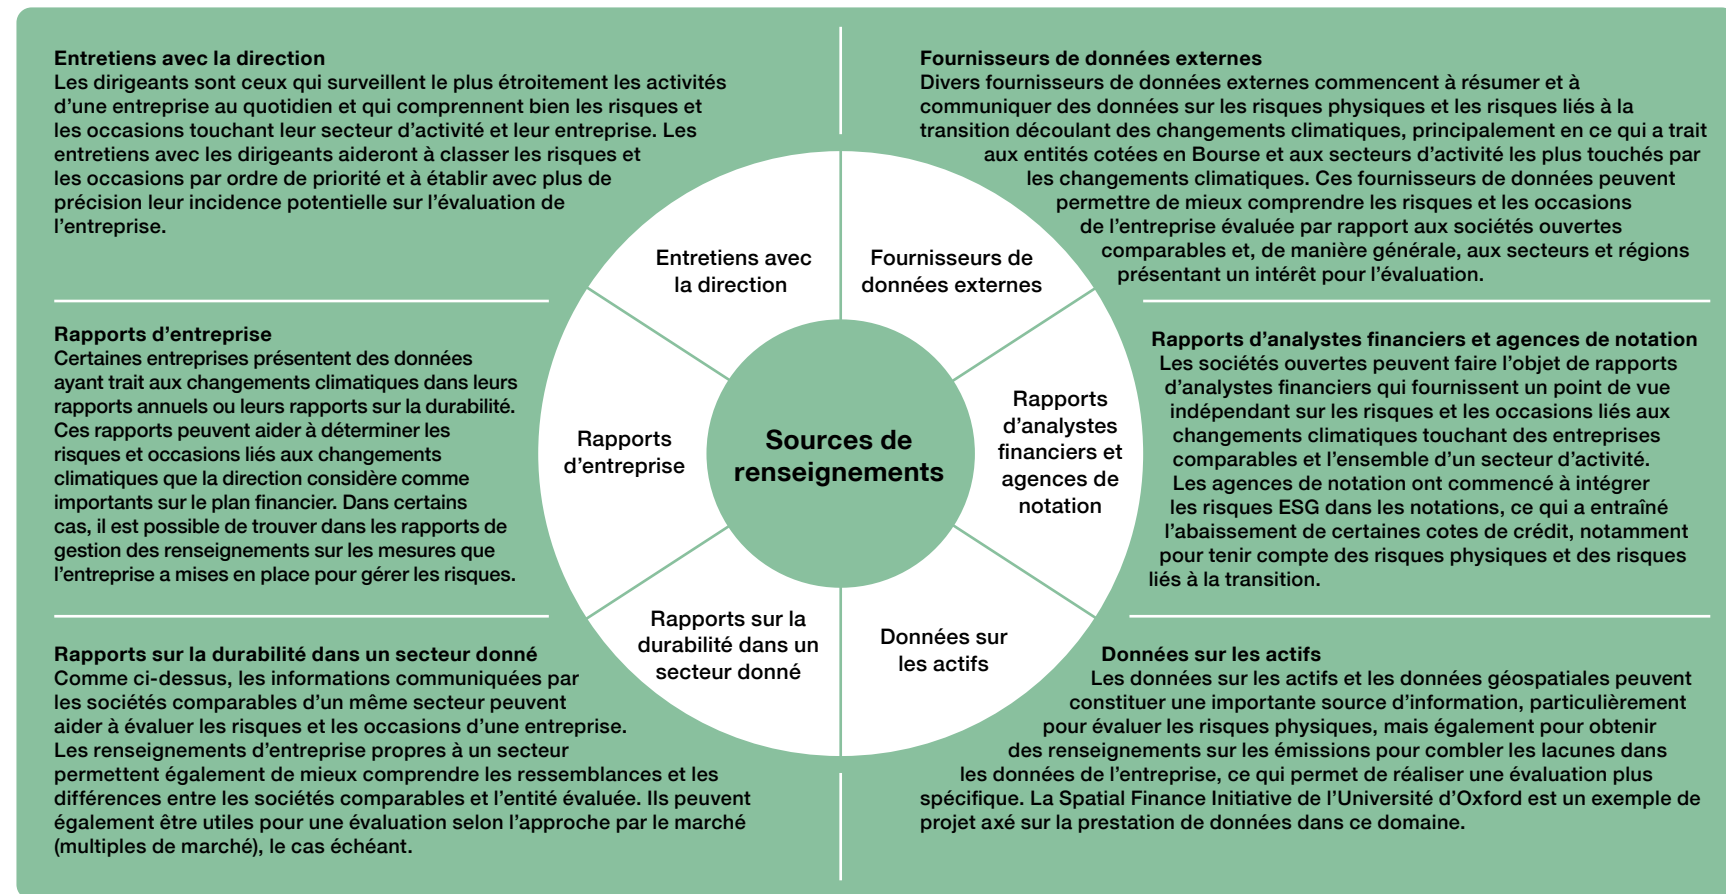 Entretiens avec la direction
Les dirigeants sont ceux qui surveillent le plus étroitement les activités
d’une entreprise au quotidien et qui comprennent bien les risques et
les occasions touchant leur secteur d’activité et leur entreprise. Les
entretiens avec les dirigeants aideront à classer les risques et
les occasions par ordre de priorité et à établir avec plus de
précision leur incidence potentielle sur l’évaluation de
l’entreprise.
Rapports d’entreprise
Certaines entreprises présentent des données
ayant trait aux changements climatiques dans leurs
rapports annuels ou leurs rapports sur la durabilité.
Ces rapports peuvent aider à déterminer les
risques et occasions liés aux changements
climatiques que la direction considère comme
importants sur le plan financier. Dans certains
cas, il est possible de trouver dans les rapports de
gestion des renseignements sur les mesures que
l’entreprise a mises en place pour gérer les risques.
Rapports sur la durabilité dans un secteur donné
Comme ci-dessus, les informations communiquées par
les sociétés comparables d’un même secteur peuvent
aider à évaluer les risques et les occasions d’une entreprise.
Les renseignements d’entreprise propres à un secteur
permettent également de mieux comprendre les ressemblances et les
différences entre les sociétés comparables et l’entité évaluée. Ils peuvent
également être utiles pour une évaluation selon l’approche par le marché
(multiples de marché), le cas échéant.
Entretiens avec
la direction
Fournisseurs de
données externes
Rapports
d’entreprise
Sources de
renseignements
Rapports
d’analystes
financiers et
agences de
notation
Rapports sur la
durabilité dans un
secteur donné
Données sur
les actifs
Fournisseurs de données externes
Divers fournisseurs de données externes commencent à résumer et à
communiquer des données sur les risques physiques et les risques liés à la
transition découlant des changements climatiques, principalement en ce qui a trait
aux entités cotées en Bourse et aux secteurs d’activité les plus touchés par
les changements climatiques. Ces fournisseurs de données peuvent
permettre de mieux comprendre les risques et les occasions
de l’entreprise évaluée par rapport aux sociétés ouvertes
comparables et, de manière générale, aux secteurs et régions
présentant un intérêt pour l’évaluation.
Rapports d’analystes financiers et agences de notation
Les sociétés ouvertes peuvent faire l’objet de rapports
d’analystes financiers qui fournissent un point de vue
indépendant sur les risques et les occasions liés aux
changements climatiques touchant des entreprises
comparables et l’ensemble d’un secteur d’activité.
Les agences de notation ont commencé à intégrer
les risques ESG dans les notations, ce qui a entraîné
l’abaissement de certaines cotes de crédit, notamment
pour tenir compte des risques physiques et des risques
liés à la transition.
Données sur les actifs
Les données sur les actifs et les données géospatiales peuvent
constituer une importante source d’information, particulièrement
pour évaluer les risques physiques, mais également pour obtenir
des renseignements sur les émissions pour combler les lacunes dans
les données de l’entreprise, ce qui permet de réaliser une évaluation plus
spécifique. La Spatial Finance Initiative de l’Université d’Oxford est un exemple de
projet axé sur la prestation de données dans ce domaine.